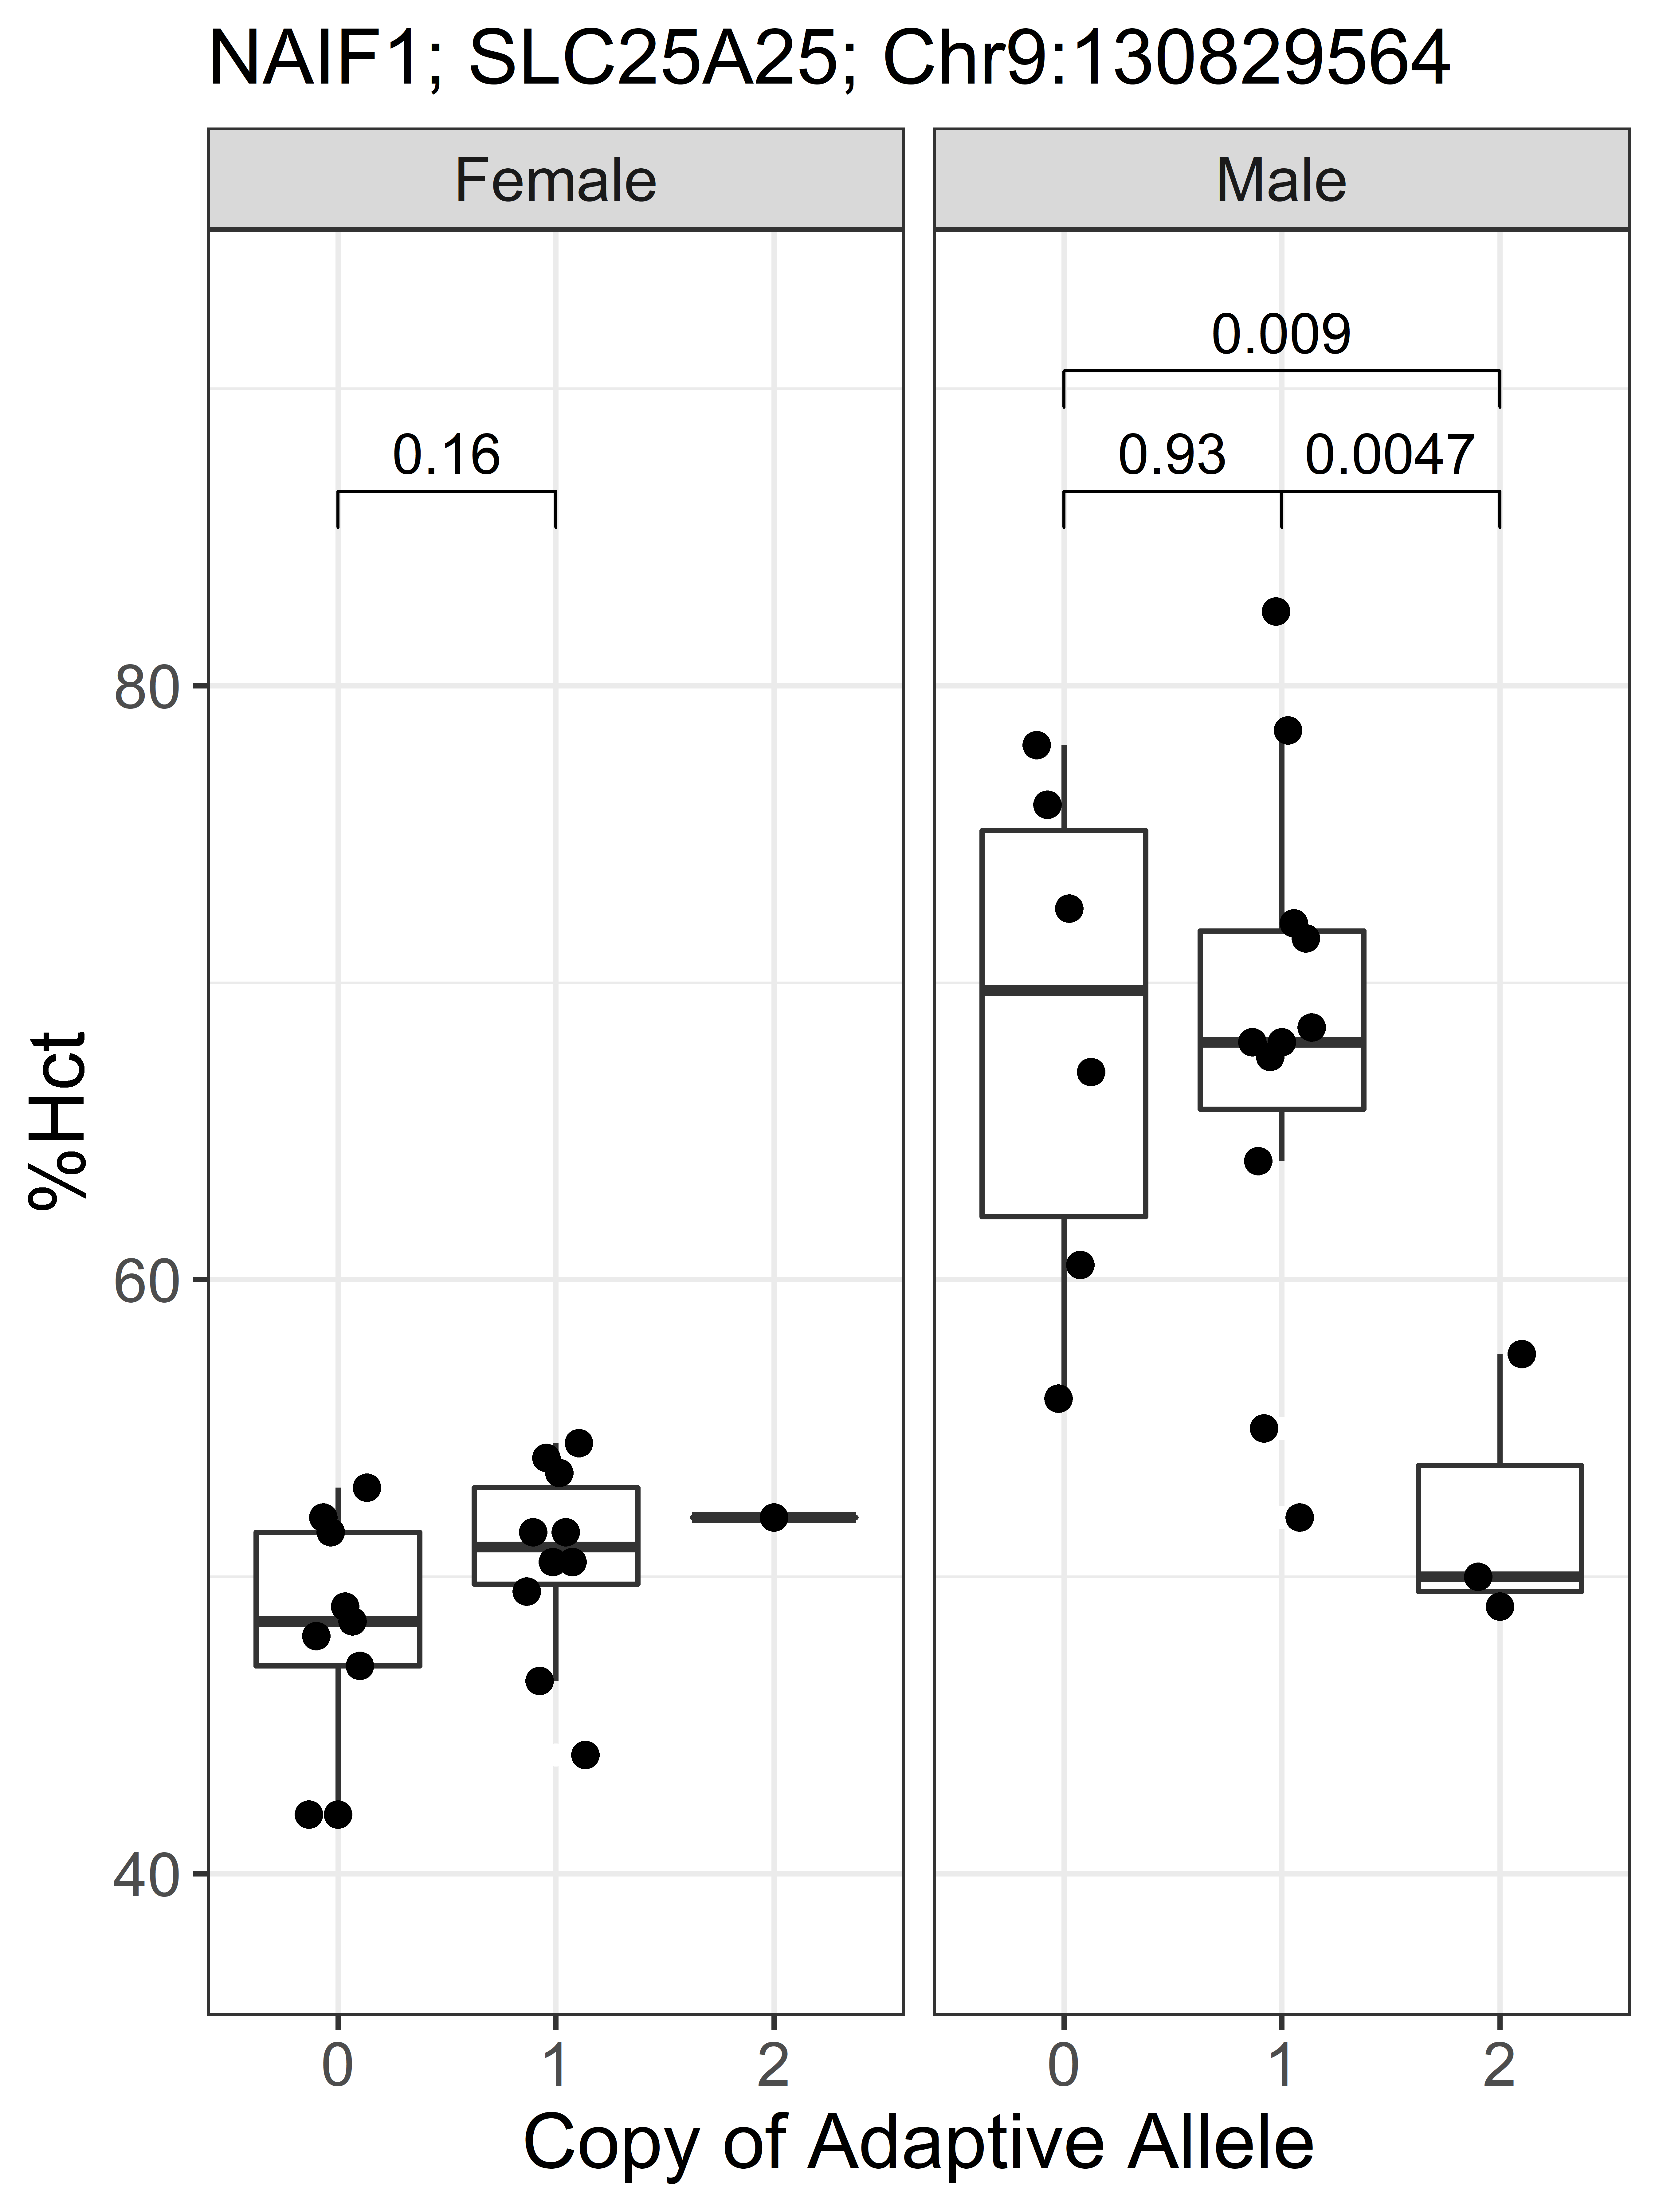 NAIF1; SLC25A25; Chr9:130829564
Female
Male
0.009
0.16
0.93
0.0047
80
60
40
%Hct
0 1 2
0 1 2
Copy of Adaptive Allele